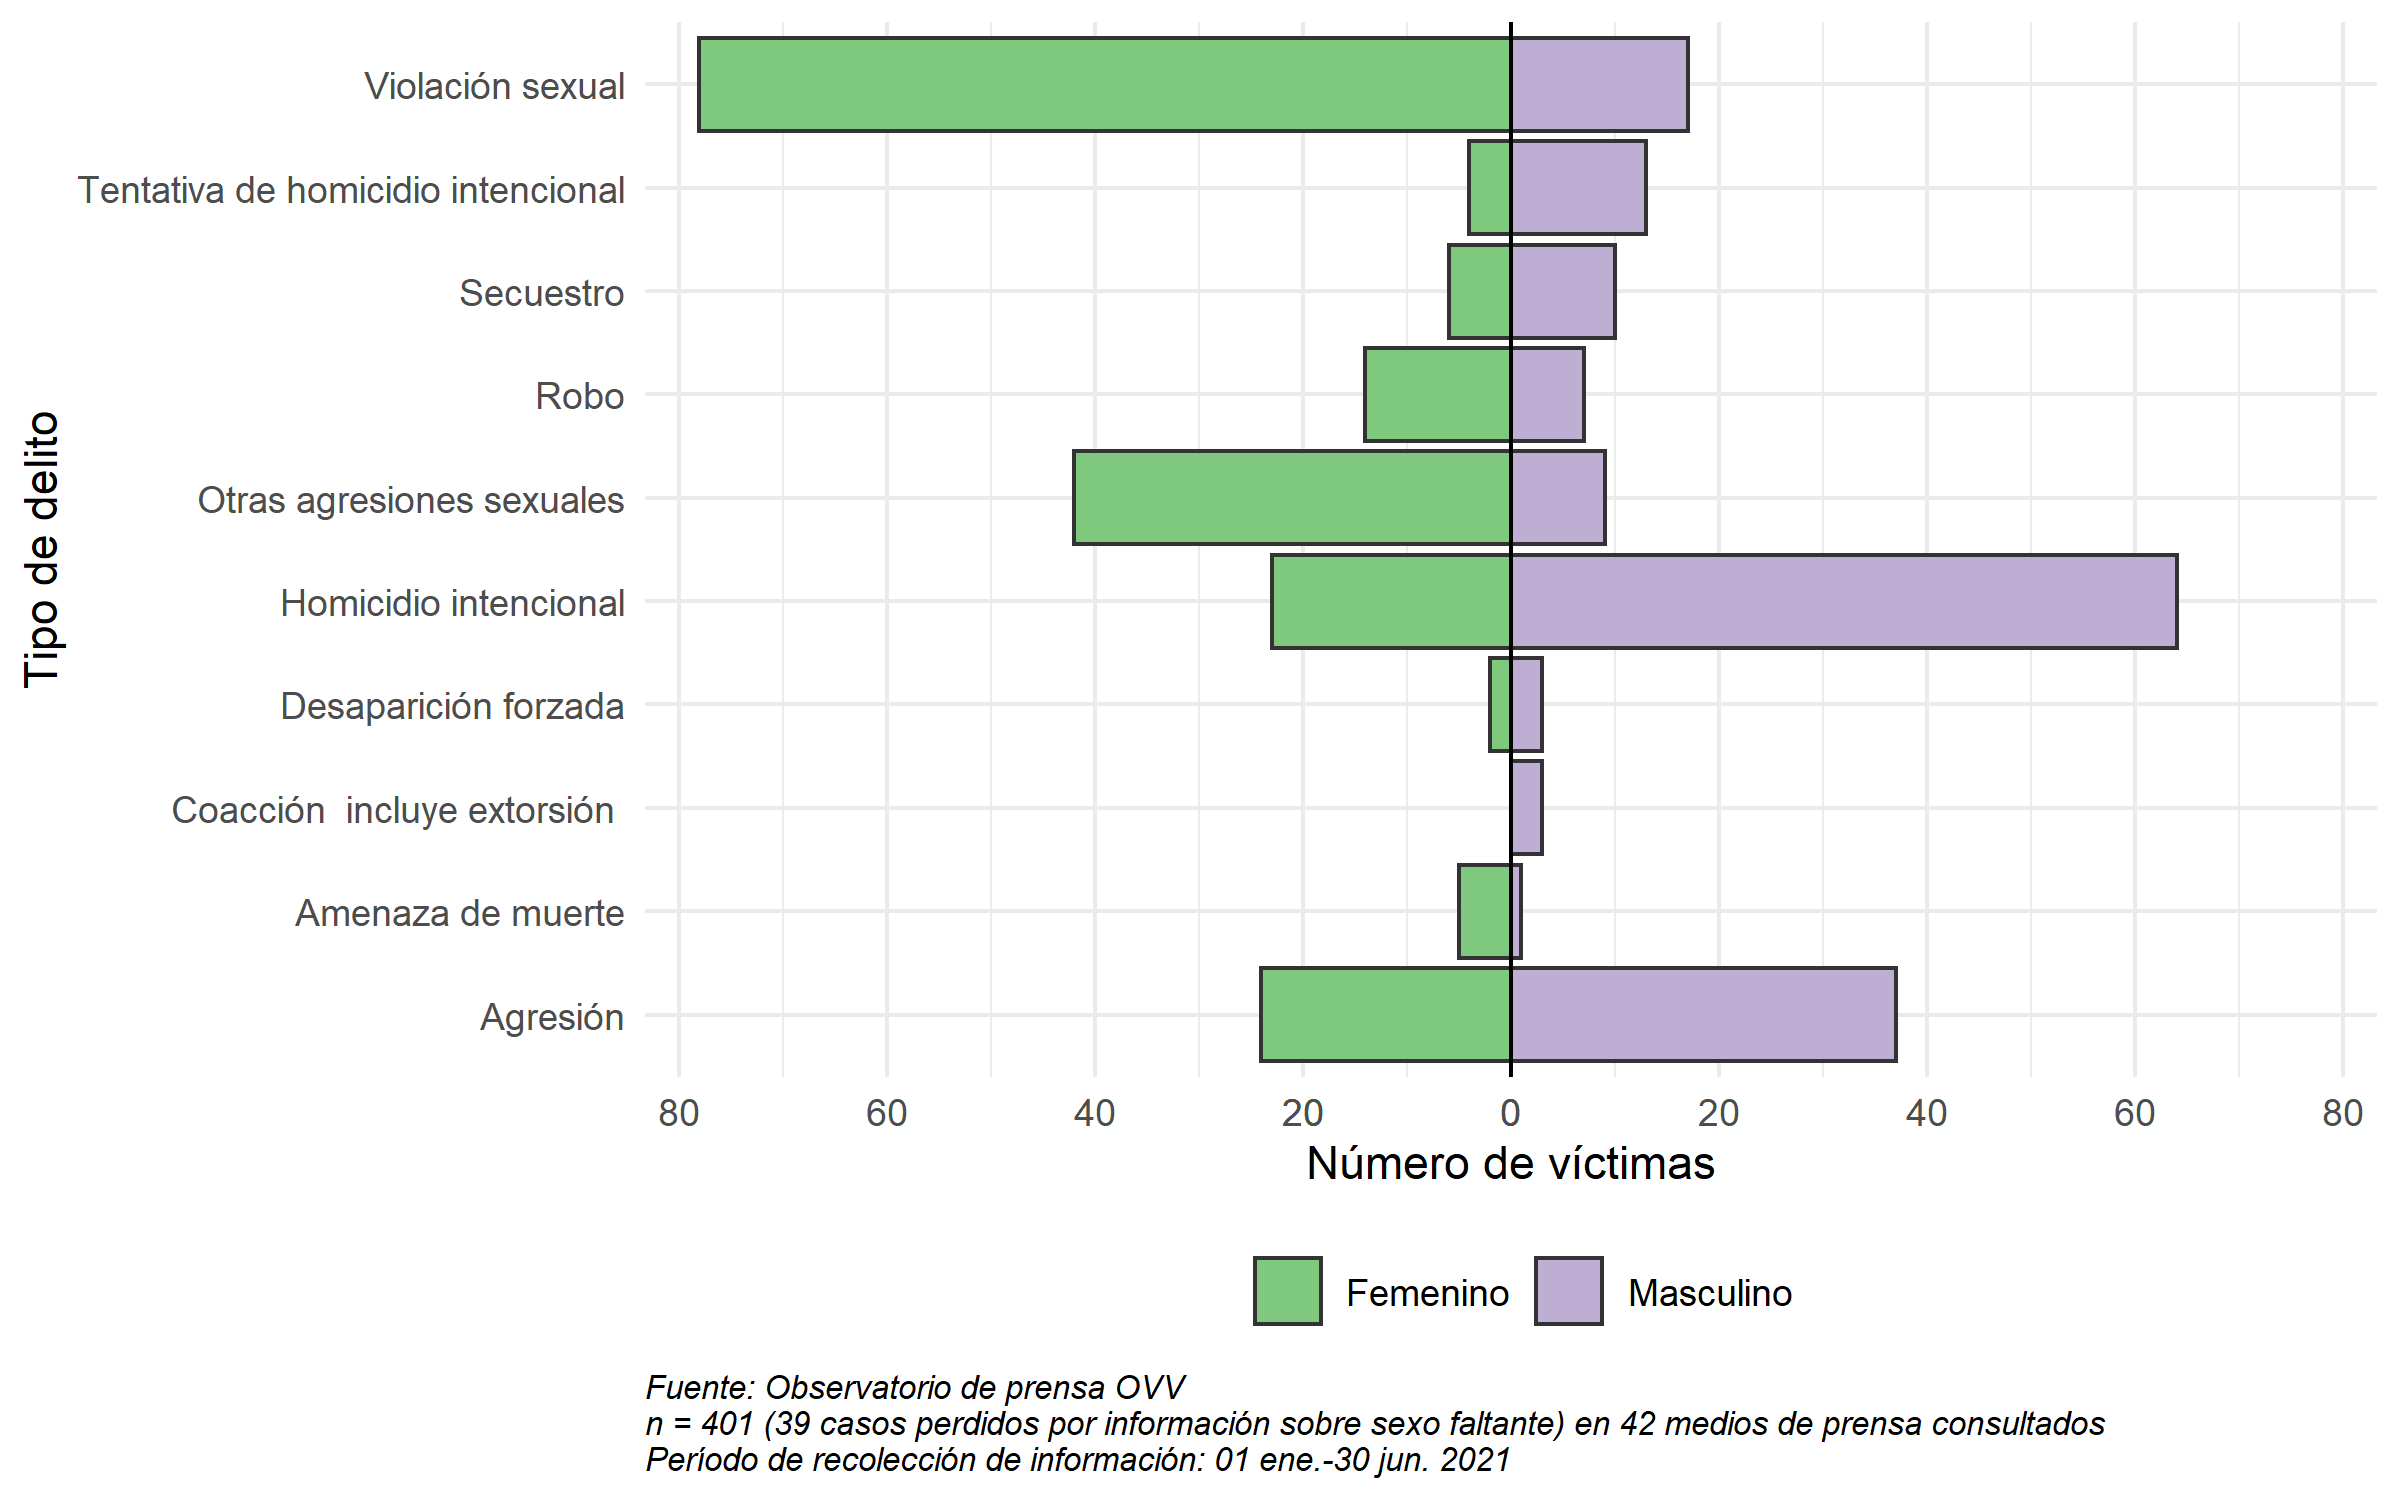 Violación sexual
Tentativa de homicidio intencional
Secuestro
Robo
Otras agresiones sexuales
Homicidio intencional
Desaparición forzada
Coacción  incluye extorsión
Amenaza de muerte
Agresión
Tipo de delito
80 60 40 20 0 20 40 60 80
Número de víctimas
Femenino Masculino
Fuente: Observatorio de prensa OVV
n = 401 (39 casos perdidos por información sobre sexo faltante) en 42 medios de prensa consultados
Período de recolección de información: 01 ene.-30 jun. 2021